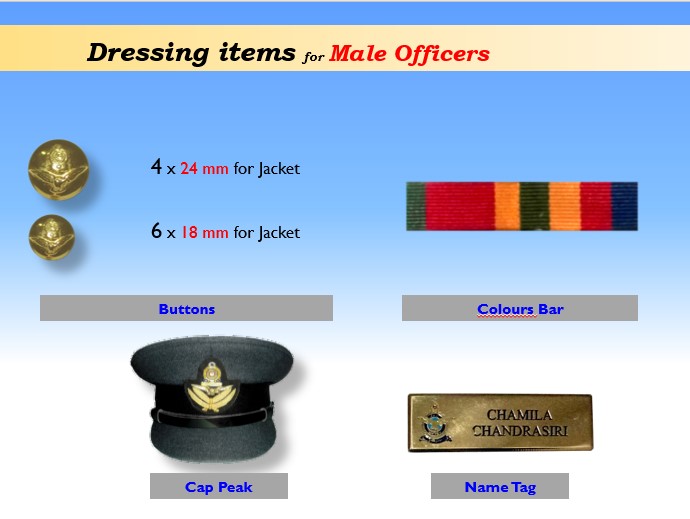 Dressing items for Male Officers
4 x 24 mm for Jacket
6 x 18 mm for Jacket
Buttons
Colours Bar
Cap Peak
CHAMILA
CHANDRASIRI
Name Tag